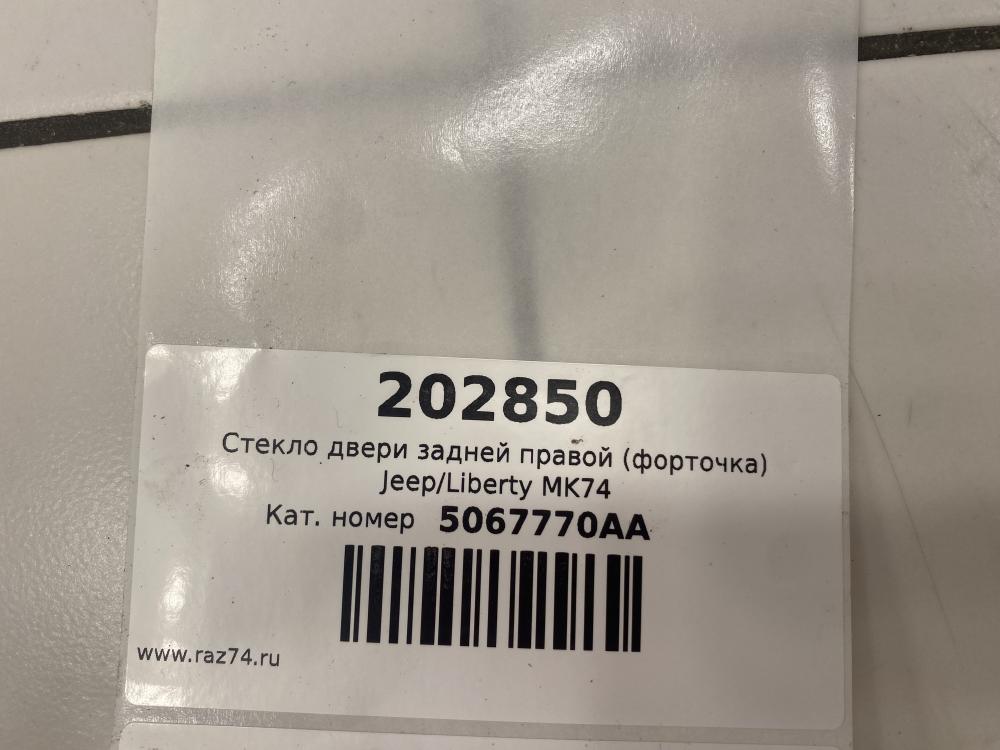 202850
Стекло двери задней правой (форточка)
Jeep/Liberty MK74
Кат. номер 5067770AA
www.raz74.ru